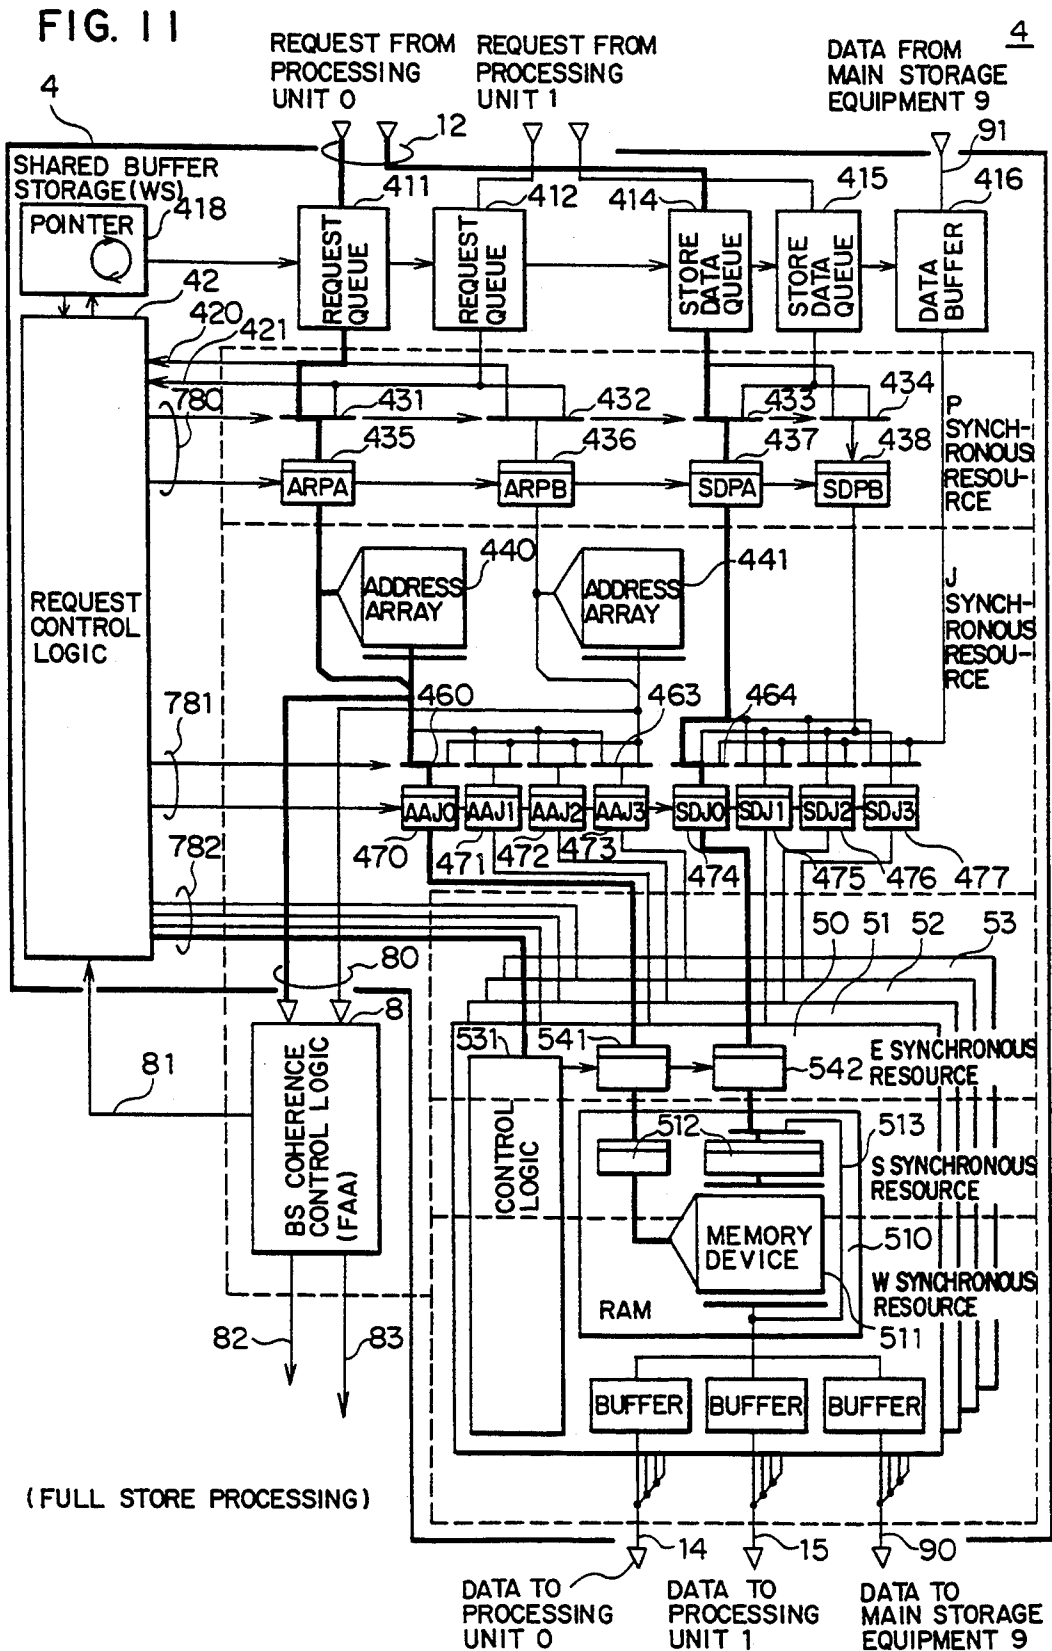 FIG. 11
4
REQUEST FROM
PROCESSING
UNIT 0
REQUEST FROM
PROCESSING
UNIT 1
DATA FROM
MAIN STORAGE
EQUIPMENT 9
4
12
91
SHARED BUFFER
STORAGE (WS)
411
412
414
415
416
418
POINTER
REQUEST
QUEUE
REQUEST
QUEUE
STORE
DATA
QUEUE
STORE
DATA
QUEUE
DATA
BUFFER
42
420
421
780
431
432
433
434
P
SYNCH-
RONOUS
RESOU-
RCE
435
436
437
438
ARPA
ARPB
SDPA
SDPB
440
441
ADDRESS
ARRAY
ADDRESS
ARRAY
J
SYNCH-
RONOUS
RESOU-
RCE
REQUEST
CONTROL
LOGIC
460
463
464
781
AAJ0
AAJ1
AAJ2
AAJ3
SDJ0
SDJ1
SDJ2
SDJ3
470
471
472
473
474
475
476
477
782
50
51
52
53
80
8
531
541
542
E SYNCHRONOUS
RESOURCE
81
BS COHERENCE
CONTROL LOGIC
(FAA)
CONTROL
LOGIC
512
513
S SYNCHRONOUS
RESOURCE
MEMORY
DEVICE
510
W SYNCHRONOUS
RESOURCE
RAM
511
82
83
BUFFER
BUFFER
BUFFER
(FULL STORE PROCESSING)
14
15
90
DATA TO
PROCESSING
UNIT 0
DATA TO
PROCESSING
UNIT 1
DATA TO
MAIN STORAGE
EQUIPMENT 9